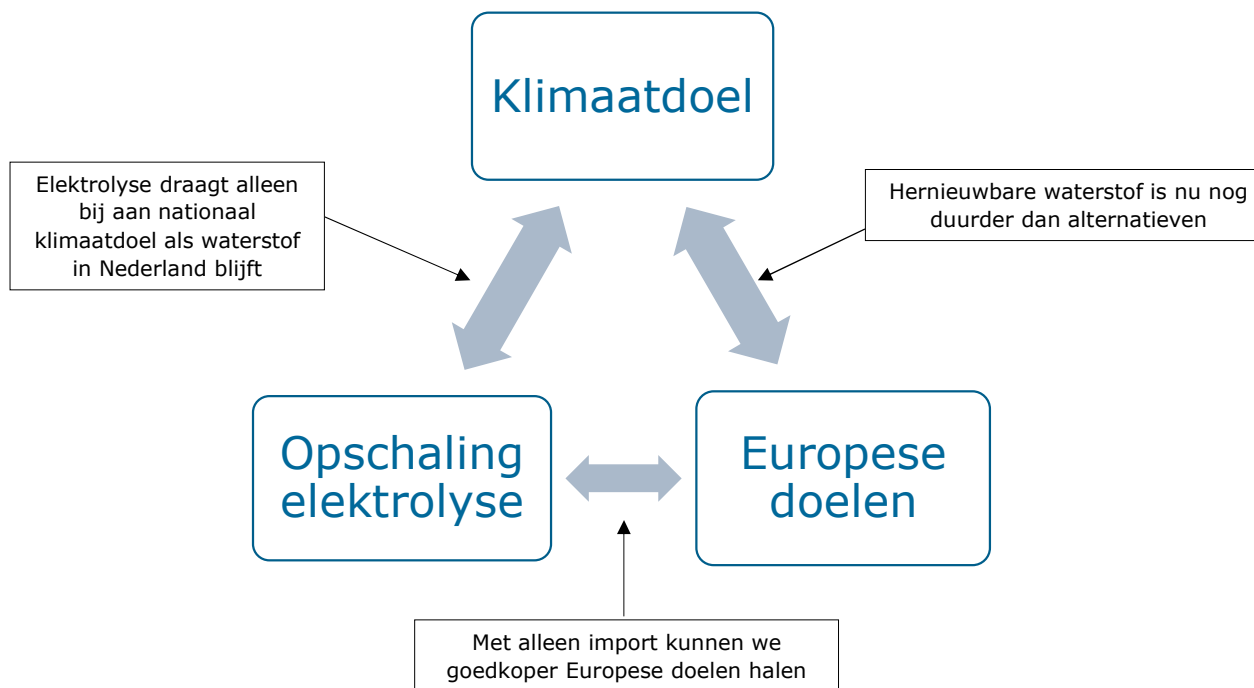 Klimaatdoel
Elektrolyse draagt alleen
bij aan nationaal
klimaatdoel als waterstof
in Nederland blijft
Hernieuwbare waterstof is nu nog
duurder dan alternatieven
Opschaling
elektrolyse
Europese
doelen
Met alleen import kunnen we
goedkoper Europese doelen halen